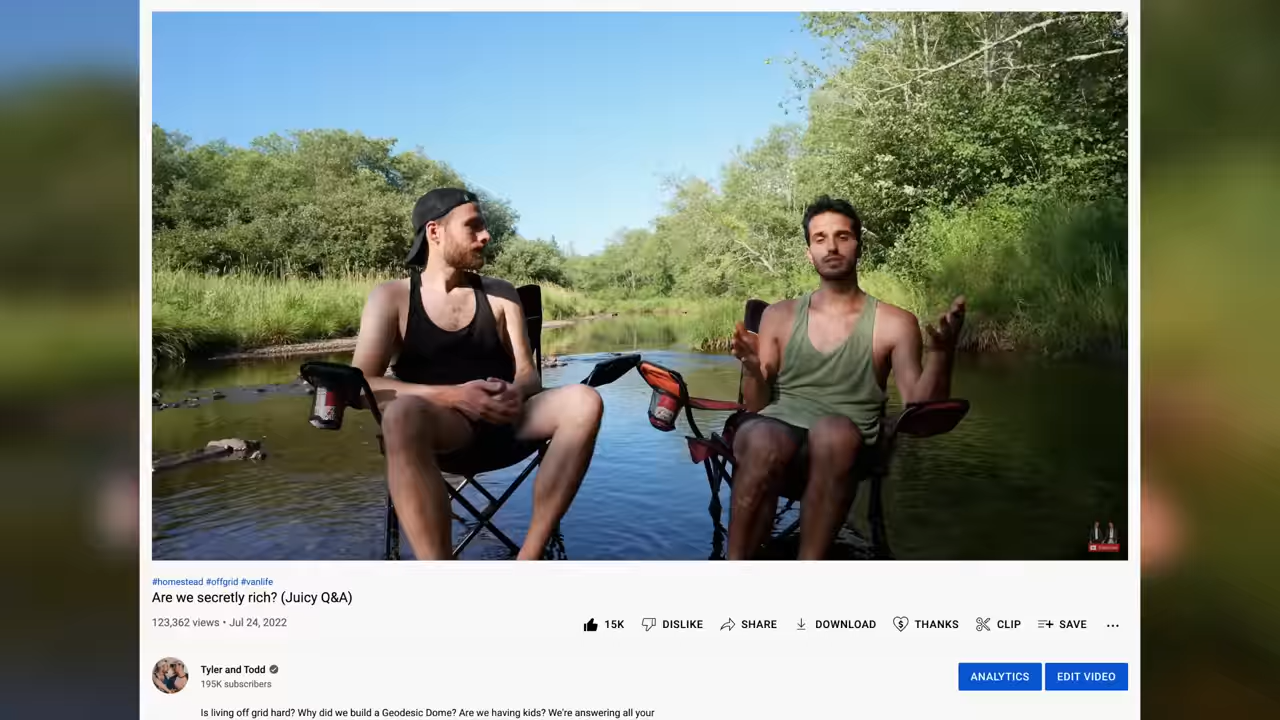 #homestead #offgrid #vanlife
Are we secretly rich? (Juicy Q&A)
123,362 views • Jul 24, 2022
15K DISLIKE SHARE DOWNLOAD THANKS CLIP SAVE ...
Tyler and Todd
195K subscribers
ANALYTICS EDIT VIDEO
Is living off grid hard? Why did we build a Geodesic Dome? Are we having kids? We're answering all your